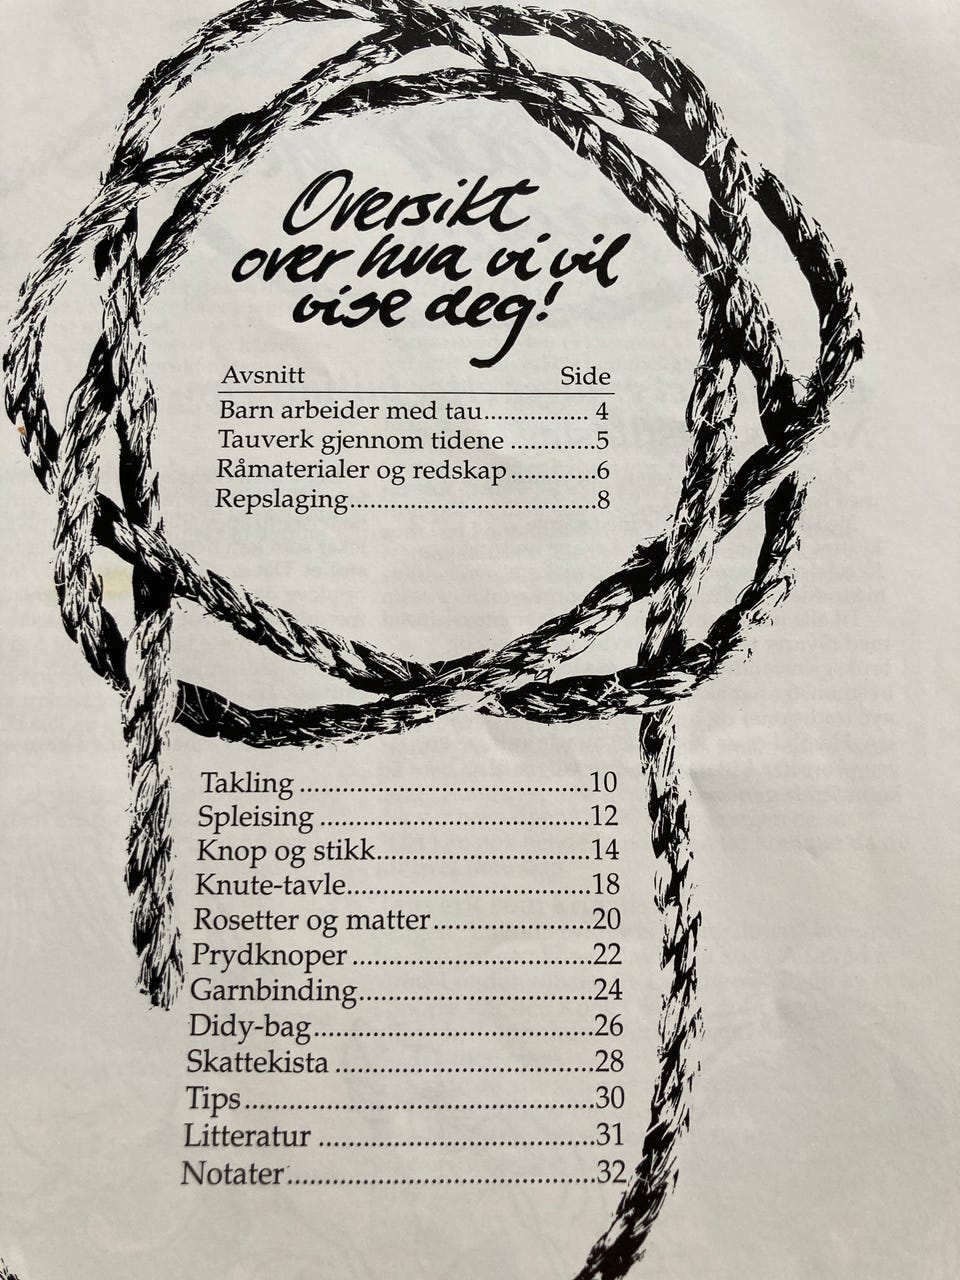 Oversikt
over hva vi vil
vise deg!
Avsnitt Side
Barn arbeider med tau.................. 4
Tauverk gjennom tidene ..............5
Råmaterialer og redskap ..............6
Repslaging.........................................8
Takling ......................................10
Spleising ...................................12
Knop og stikk............................14
Knute-tavle................................18
Rosetter og matter....................20
Prydknoper ...............................22
Garnbinding..............................24
Didy-bag....................................26
Skattekista .................................28
Tips.............................................30
Litteratur ...................................31
Notater.......................................32